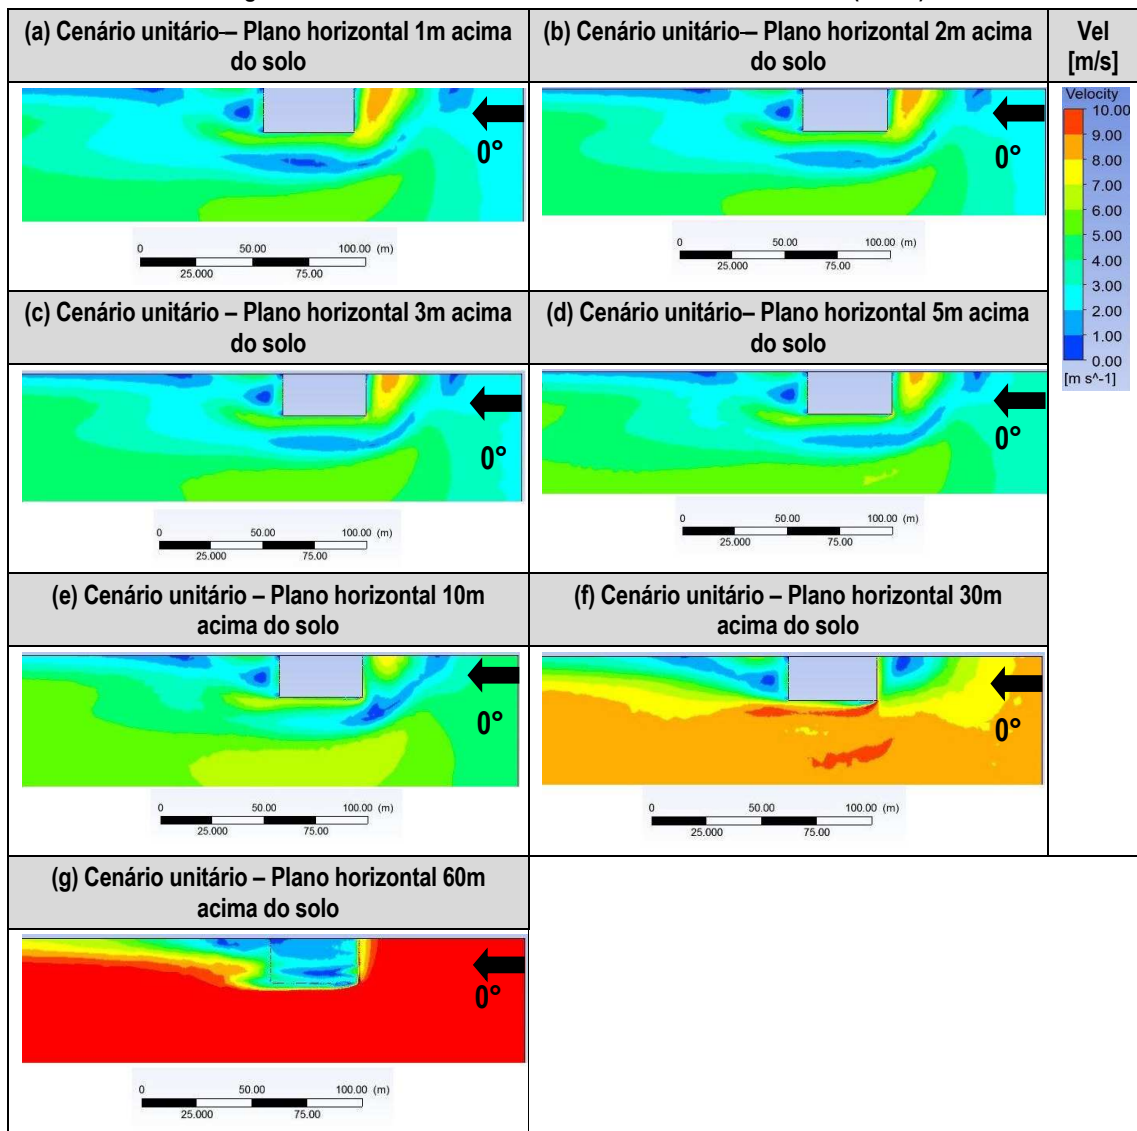 (a) Cenário unitário– Plano horizontal 1m acima
do solo
(b) Cenário unitário– Plano horizontal 2m acima
do solo
Vel
[m/s]
0°
0 50.00 100.00 (m)
25.000 75.00
0°
0 50.00 100.00 (m)
25.000 75.00
Velocity
10.00
9.00
8.00
7.00
6.00
5.00
4.00
3.00
2.00
1.00
0.00
[m s^-1]
(c) Cenário unitário – Plano horizontal 3m acima
do solo
(d) Cenário unitário– Plano horizontal 5m acima
do solo
0°
0 50.00 100.00 (m)
25.000 75.00
0°
0 50.00 100.00 (m)
25.000 75.00
(e) Cenário unitário – Plano horizontal 10m
acima do solo
(f) Cenário unitário – Plano horizontal 30m
acima do solo
0°
0 50.00 100.00 (m)
25.000 75.00
0°
0 50.00 100.00 (m)
25.000 75.00
(g) Cenário unitário – Plano horizontal 60m
acima do solo
0°
0 50.00 100.00 (m)
25.000 75.00